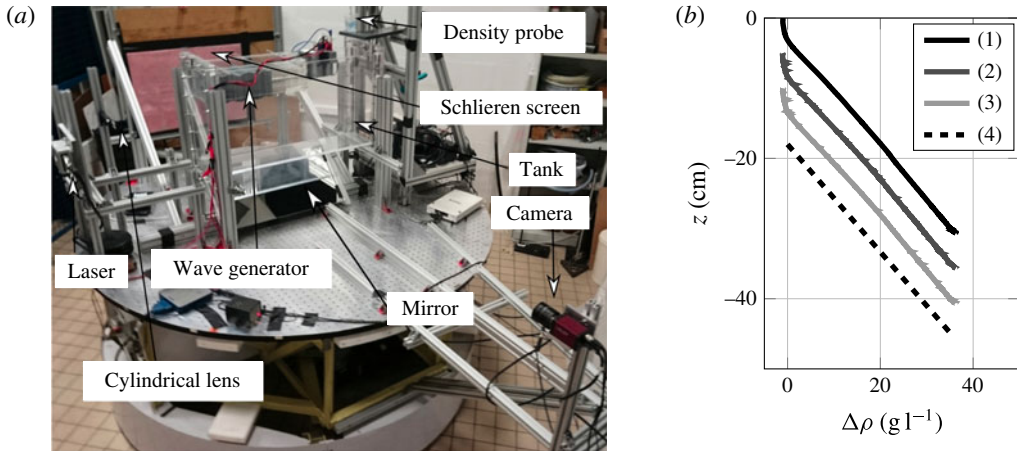 (a)
Density probe
Schlieren screen
Tank
Camera
Laser
Wave generator
Mirror
Cylindrical lens
(b)
0
−20
−40
z (cm)
(1)
(2)
(3)
(4)
0
20
40
Δρ (g l⁻¹)